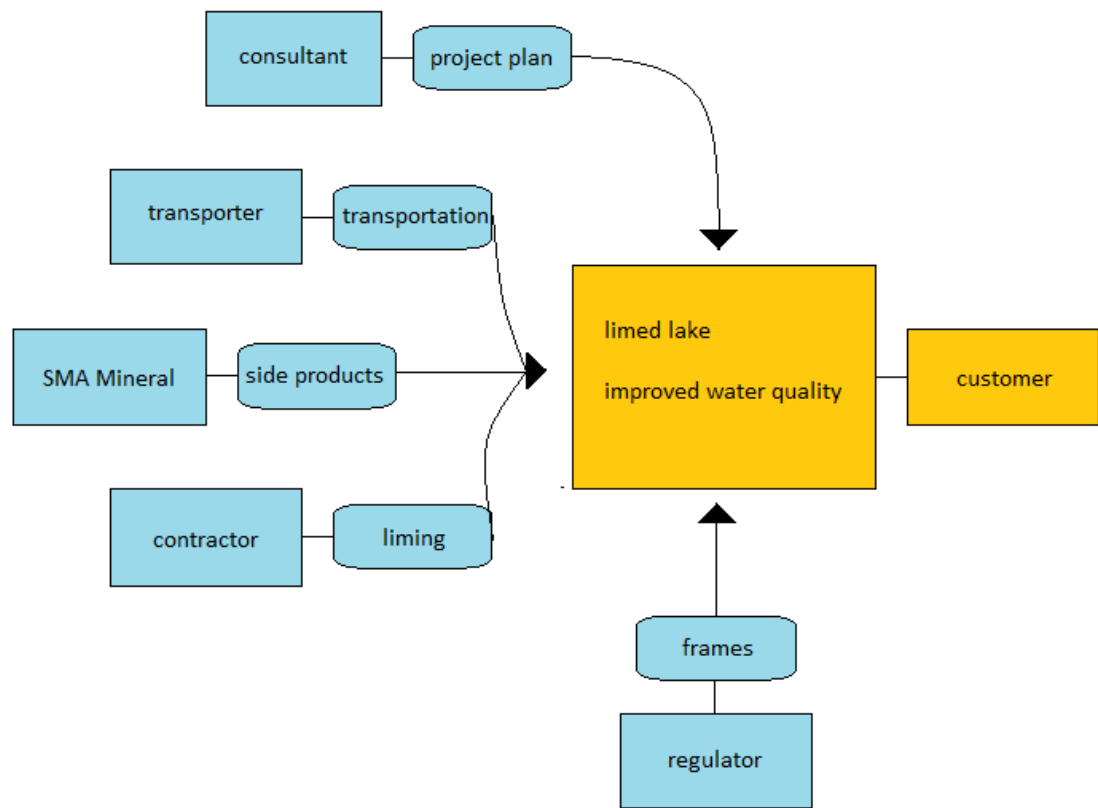 consultant
project plan
transporter
transportation
limed lake
SMA Mineral
side products
improved water quality
customer
contractor
liming
frames
regulator